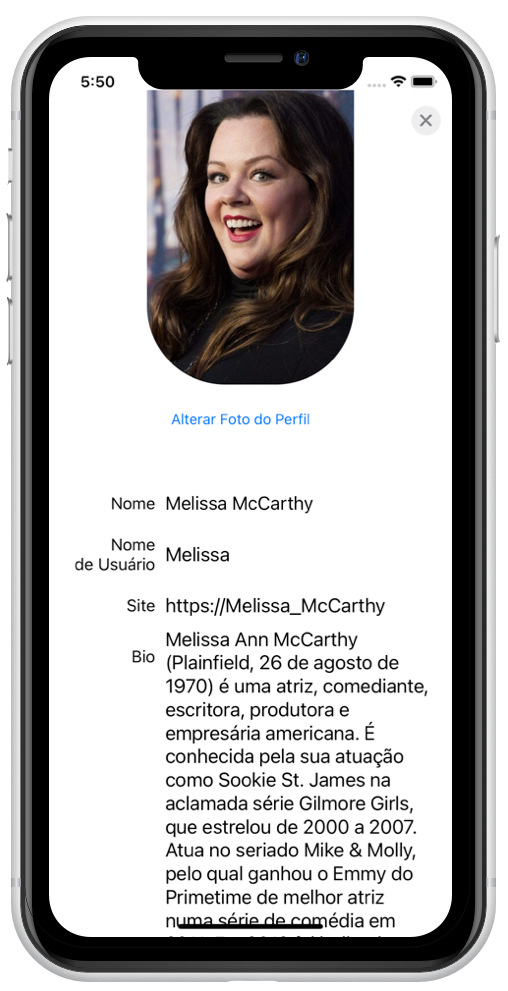 5:50
Alterar Foto do Perfil
Nome Melissa McCarthy
Nome
de Usuário Melissa
Site https://Melissa_McCarthy
Bio Melissa Ann McCarthy
(Plainfield, 26 de agosto de
1970) é uma atriz, comediante,
escritora, produtora e
empresária americana. É
conhecida pela sua atuação
como Sookie St. James na
aclamada série Gilmore Girls,
que estrelou de 2000 a 2007.
Atua no seriado Mike & Molly,
pelo qual ganhou o Emmy do
Primetime de melhor atriz
numa série de comédia em